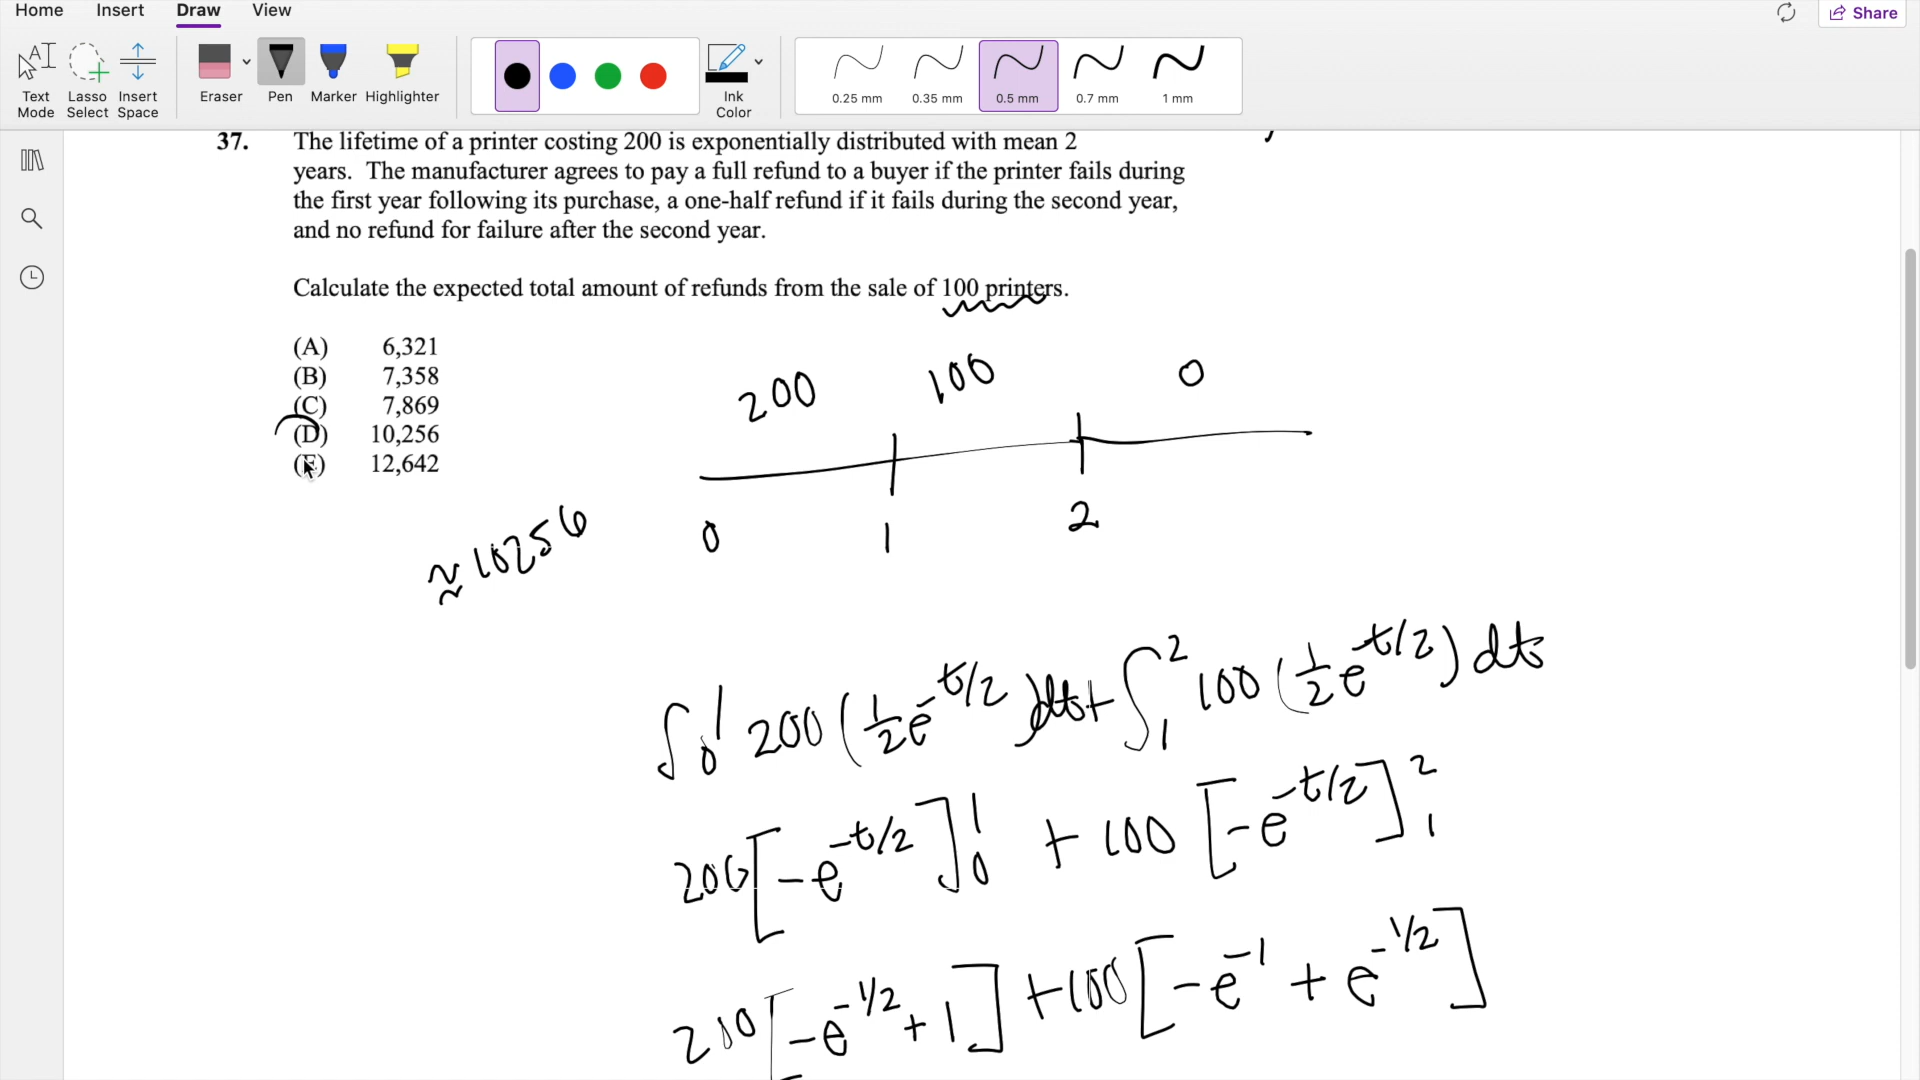 Home Insert Draw View Share
Text Mode Lasso Select Insert Space Eraser Pen Marker Highlighter Ink Color 0.25 mm 0.35 mm 0.5 mm 0.7 mm 1 mm
37. The lifetime of a printer costing 200 is exponentially distributed with mean 2
years. The manufacturer agrees to pay a full refund to a buyer if the printer fails during
the first year following its purchase, a one-half refund if it fails during the second year,
and no refund for failure after the second year.
Calculate the expected total amount of refunds from the sale of 100 printers.
(A) 6,321
(B) 7,358
(C) 7,869
(D) 10,256
(E) 12,642
200 100 0
0 1 2
≈ 10256
∫₀¹ 200 (½ e^(-t/2)) dt + ∫₁² 100 (½ e^(-t/2)) dt
200 [-e^(-t/2)]₀¹ + 100 [-e^(-t/2)]₁²
200 [-e^(-1/2) + 1] + 100 [-e^(-1) + e^(-1/2)]